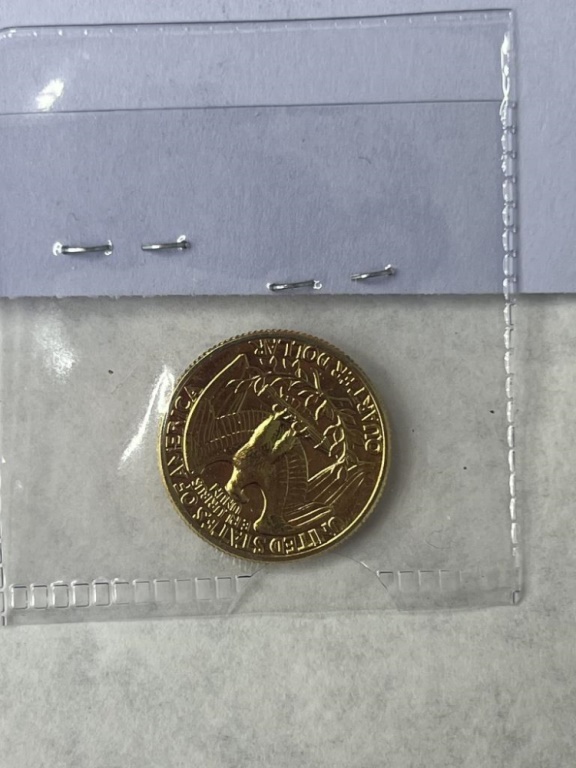 UNITED STATES OF AMERICA
E PLURIBUS
UNUM
QUARTER DOLLAR